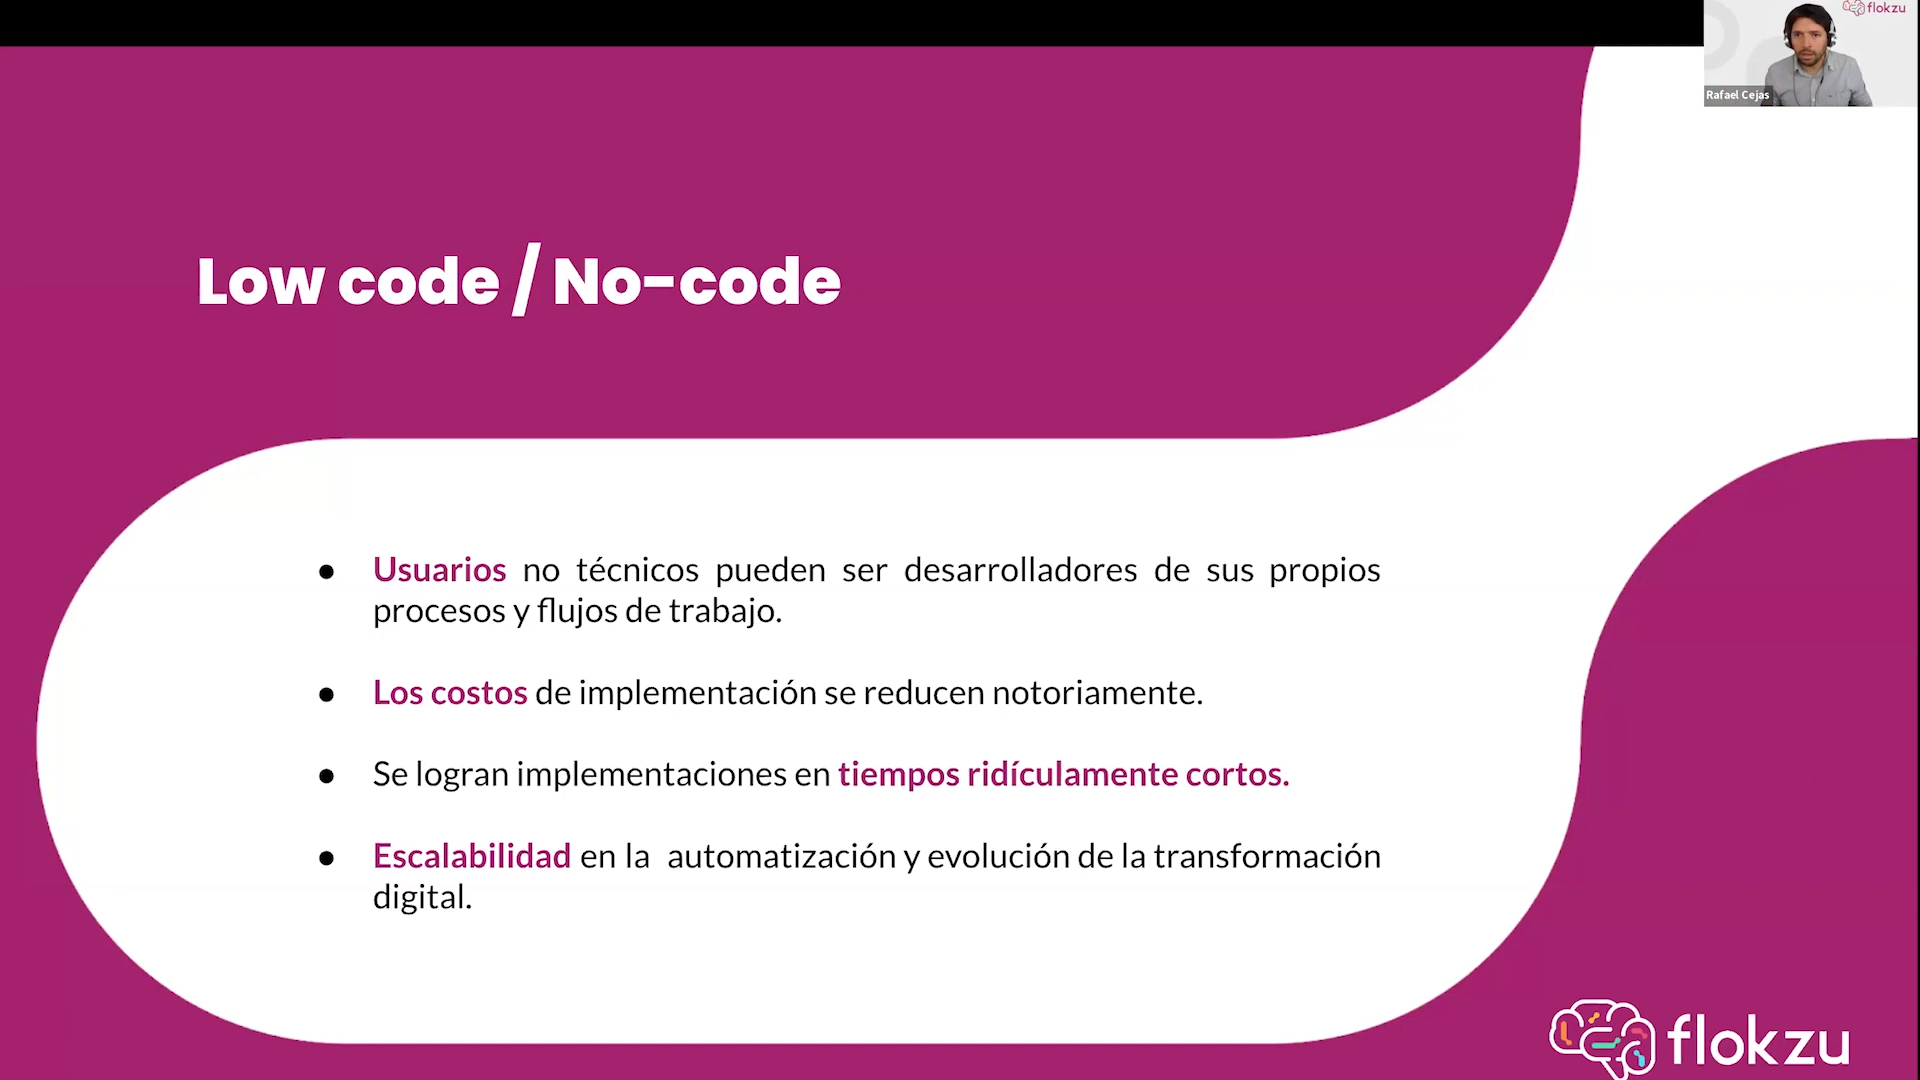 flokzu
Rafael Cejas
Low code / No-code
● Usuarios no técnicos pueden ser desarrolladores de sus propios
procesos y flujos de trabajo.
● Los costos de implementación se reducen notoriamente.
● Se logran implementaciones en tiempos ridículamente cortos.
● Escalabilidad en la automatización y evolución de la transformación
digital.
flokzu